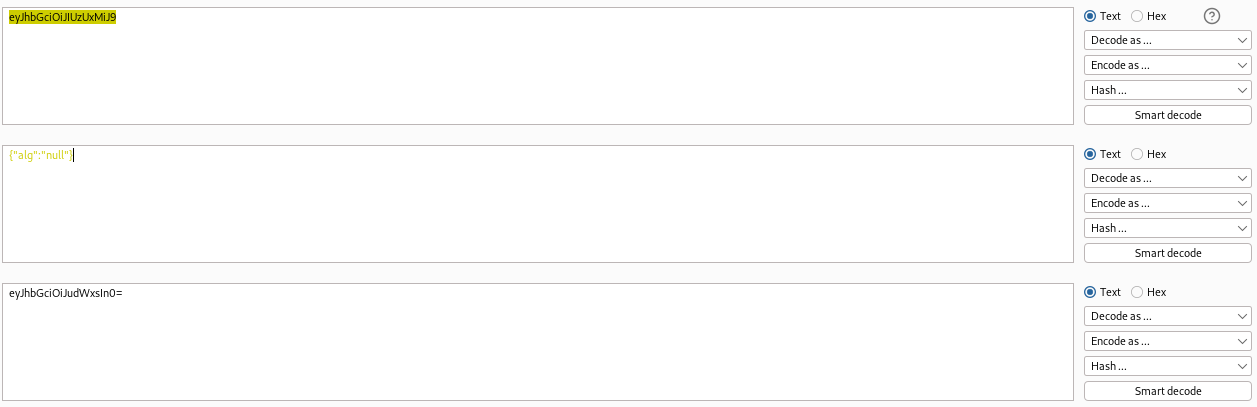 eyJhbGciOiJIUzUxMiJ9
Text Hex ?
Decode as ...
Encode as ...
Hash ...
Smart decode
{"alg":"null"}
Text Hex
Decode as ...
Encode as ...
Hash ...
Smart decode
eyJhbGciOiJudWxsIn0=
Text Hex
Decode as ...
Encode as ...
Hash ...
Smart decode